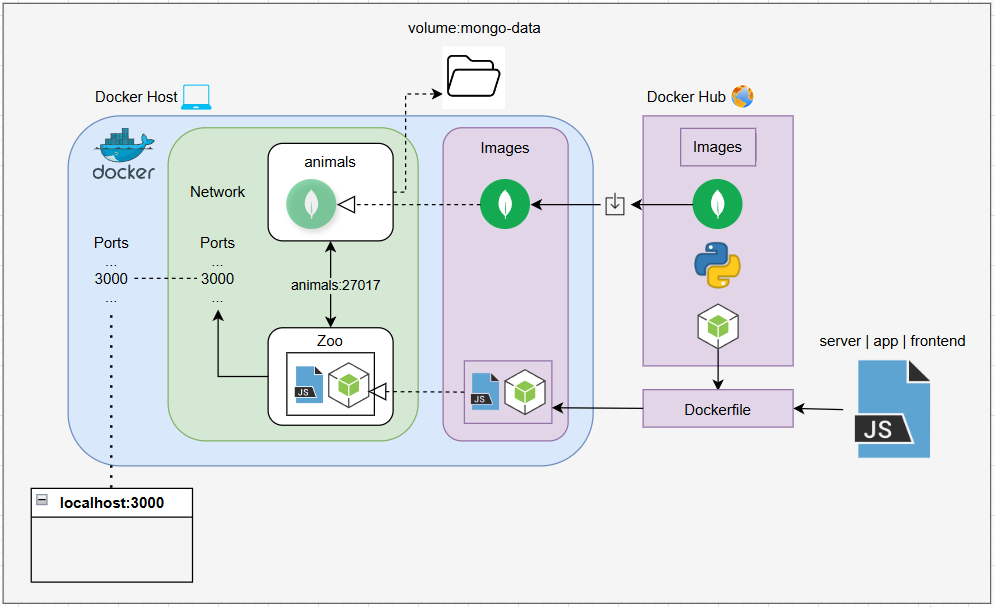 volume:mongo-data
Docker Host
Docker Hub
docker
Network
animals
Images
Images
Ports
...
3000
...
Ports
...
3000
...
animals:27017
Zoo
JS
JS
server | app | frontend
Dockerfile
JS
localhost:3000